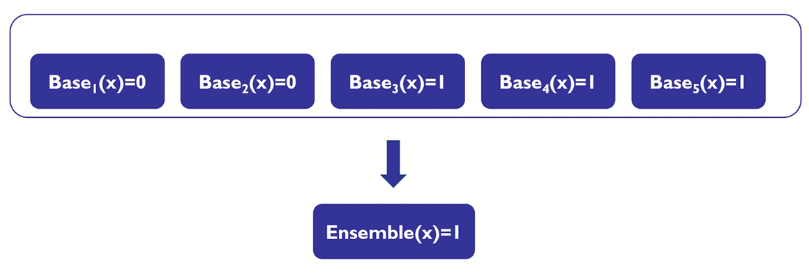 Base₁(x)=0 Base₂(x)=0 Base₃(x)=1 Base₄(x)=1 Base₅(x)=1
Ensemble(x)=1